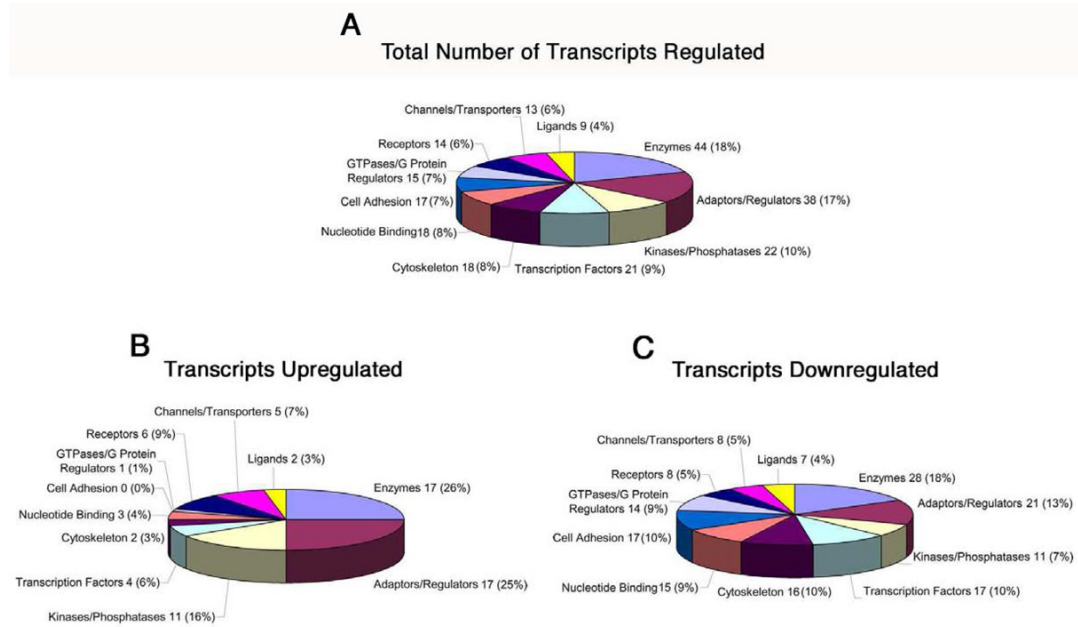 A
Total Number of Transcripts Regulated
Channels/Transporters 13 (6%)
Ligands 9 (4%)
Receptors 14 (6%)
Enzymes 44 (18%)
GTPases/G Protein
Regulators 15 (7%)
Cell Adhesion 17 (7%)
Adaptors/Regulators 38 (17%)
Nucleotide Binding18 (8%)
Kinases/Phosphatases 22 (10%)
Cytoskeleton 18(8%)
Transcription Factors 21 (9%)
B
Transcripts Upregulated
Channels/Transporters 5 (7%)
Receptors 6 (9%)
GTPases/G Protein
Regulators 1 (1%)
Ligands 2 (3%)
Cell Adhesion 0 (0%)
Enzymes 17 (26%)
Nucleotide Binding 3 (4%)
Cytoskeleton 2 (3%)
Transcription Factors 4 (6%)
Adaptors/Regulators 17 (25%)
Kinases/Phosphatases 11 (16%)
C
Transcripts Downregulated
Channels/Transporters 8 (5%)
Ligands 7 (4%)
Receptors 8 (5%)
Enzymes 28 (18%)
GTPases/G Protein
Regulators 14 (9%)
Adaptors/Regulators 21 (13%)
Cell Adhesion 17(10%)
Kinases/Phosphatases 11 (7%)
Nucleotide Binding15 (9%)
Cytoskeleton 16(10%)
Transcription Factors 17 (10%)